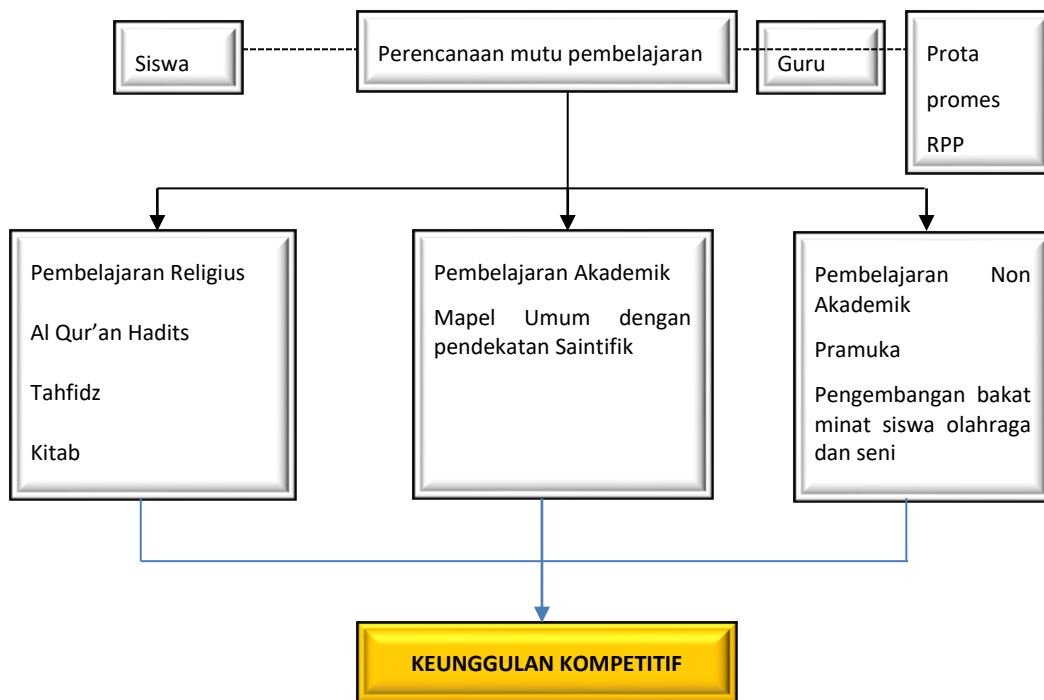 Siswa
Perencanaan mutu pembelajaran
Guru
Prota
promes
RPP
Pembelajaran Religius
Al Qur’an Hadits
Tahfidz
Kitab
Pembelajaran Akademik
Mapel Umum dengan
pendekatan Saintifik
Pembelajaran Non
Akademik
Pramuka
Pengembangan bakat
minat siswa olahraga
dan seni
KEUNGGULAN KOMPETITIF